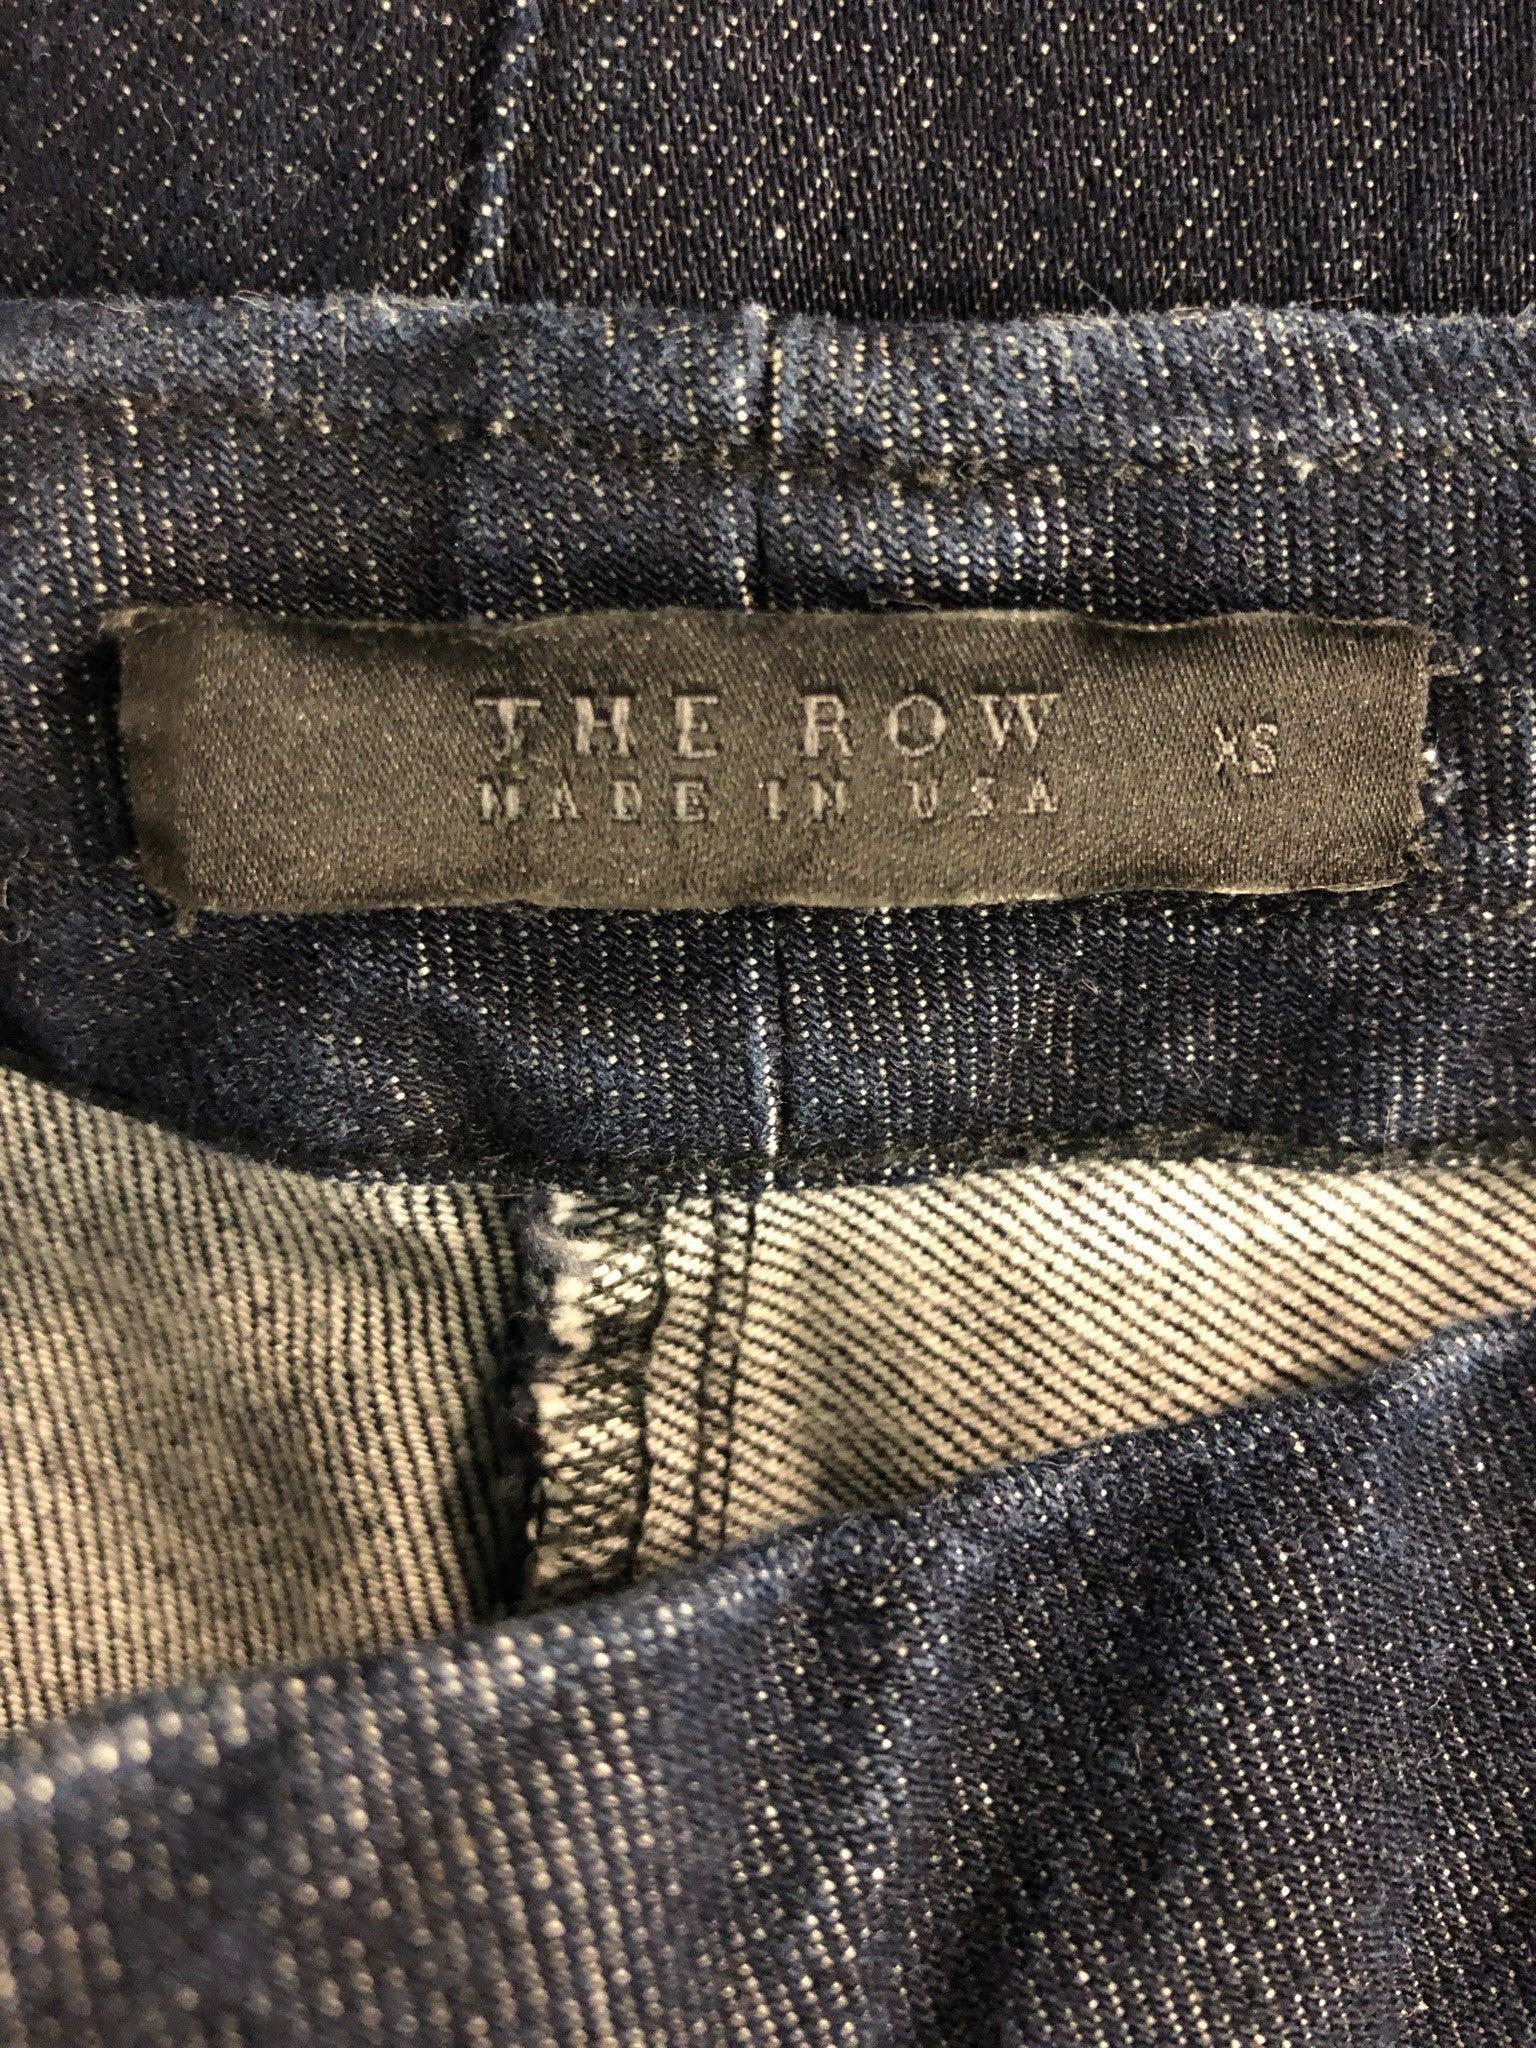 THE ROW
MADE IN USA
XS